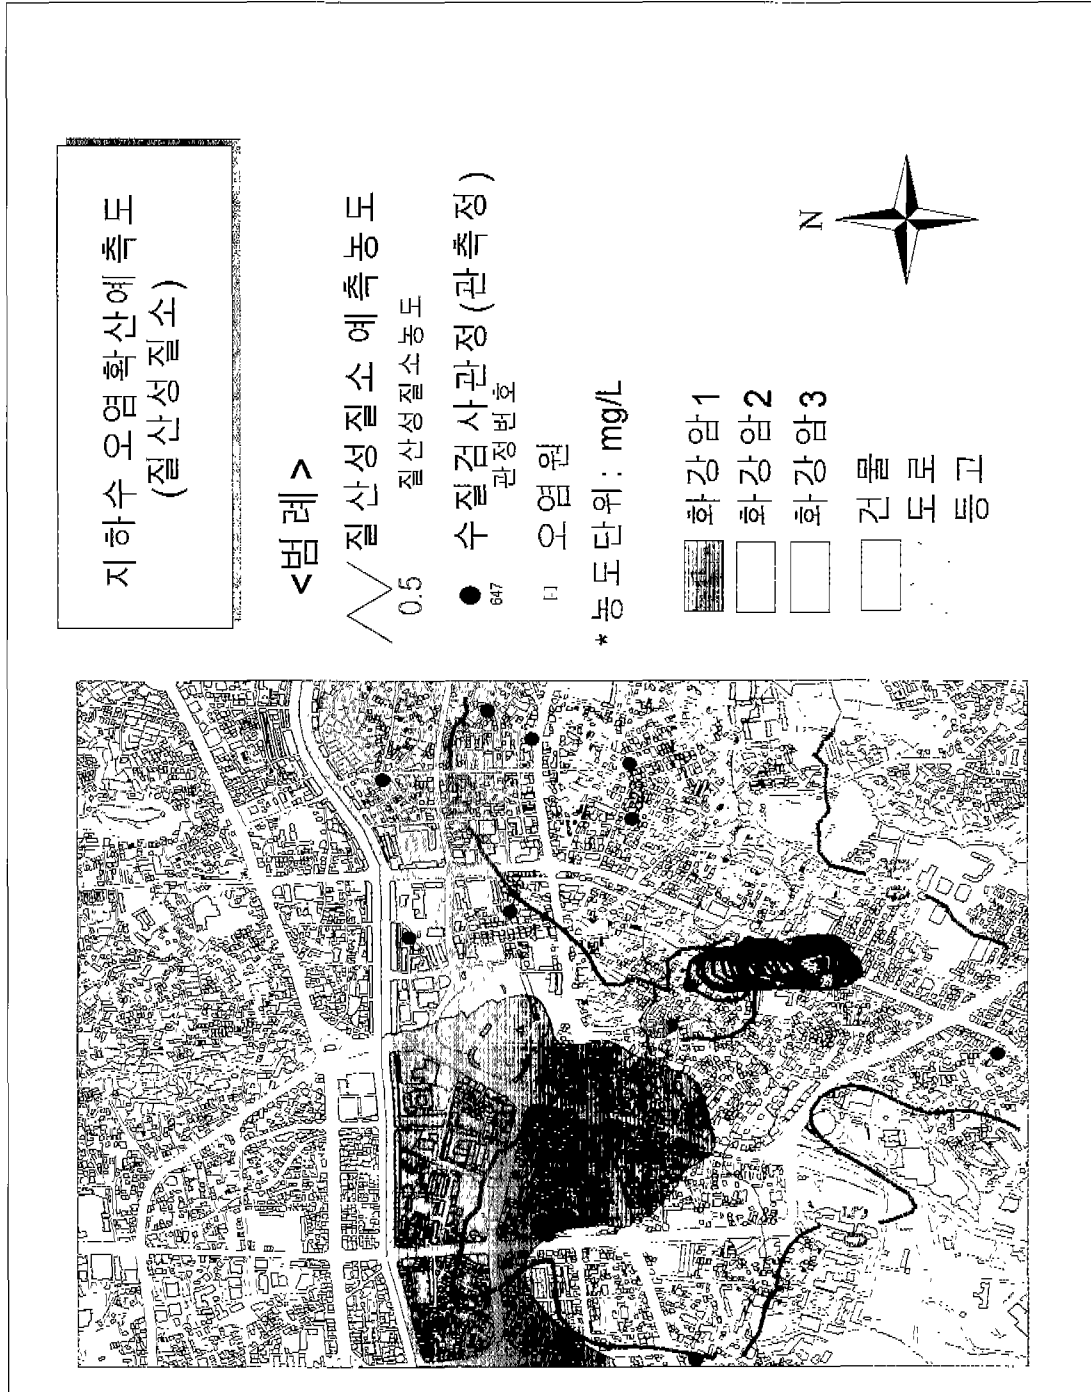 지하수 오염확산예측도
(질산성질소)
<범례>
질산성질소 예측농도
0.5
질산성질소농도
수질검사관정(관측정)
647
관정번호
오염원
*농도단위: mg/L
화강암1
화강암2
화강암3
건물
도로
등고
N